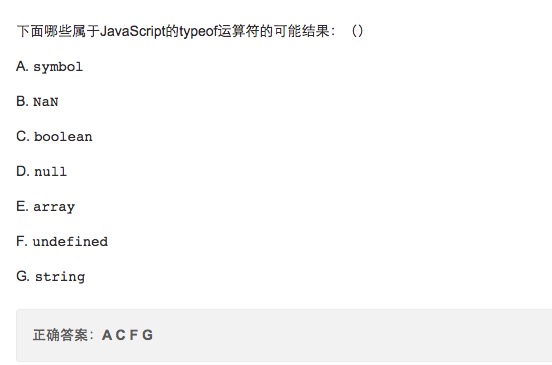 下面哪些属于JavaScript的typeof运算符的可能结果：（）
A. symbol
B. NaN
C. boolean
D. null
E. array
F. undefined
G. string
正确答案：A C F G